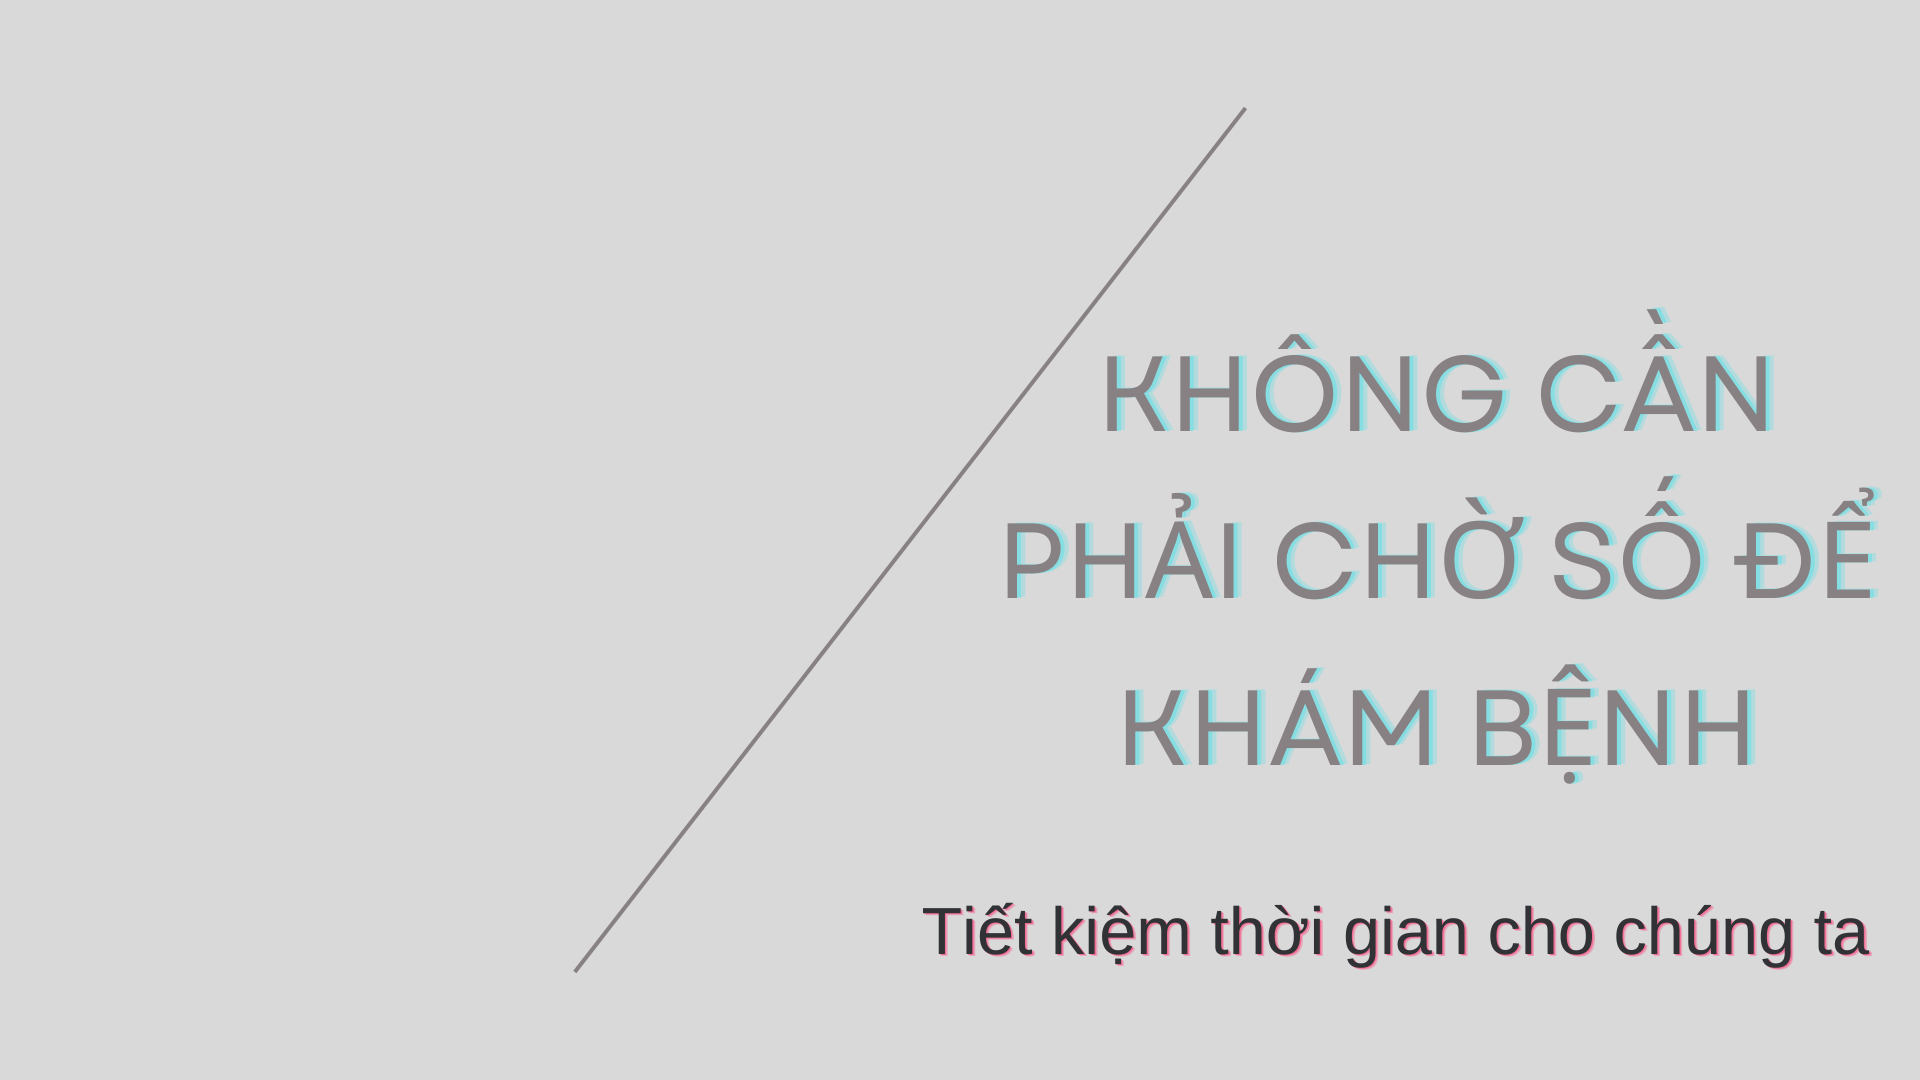 KHÔNG CẦN
PHẢI CHỜ SỐ ĐỂ
KHÁM BỆNH
Tiết kiệm thời gian cho chúng ta